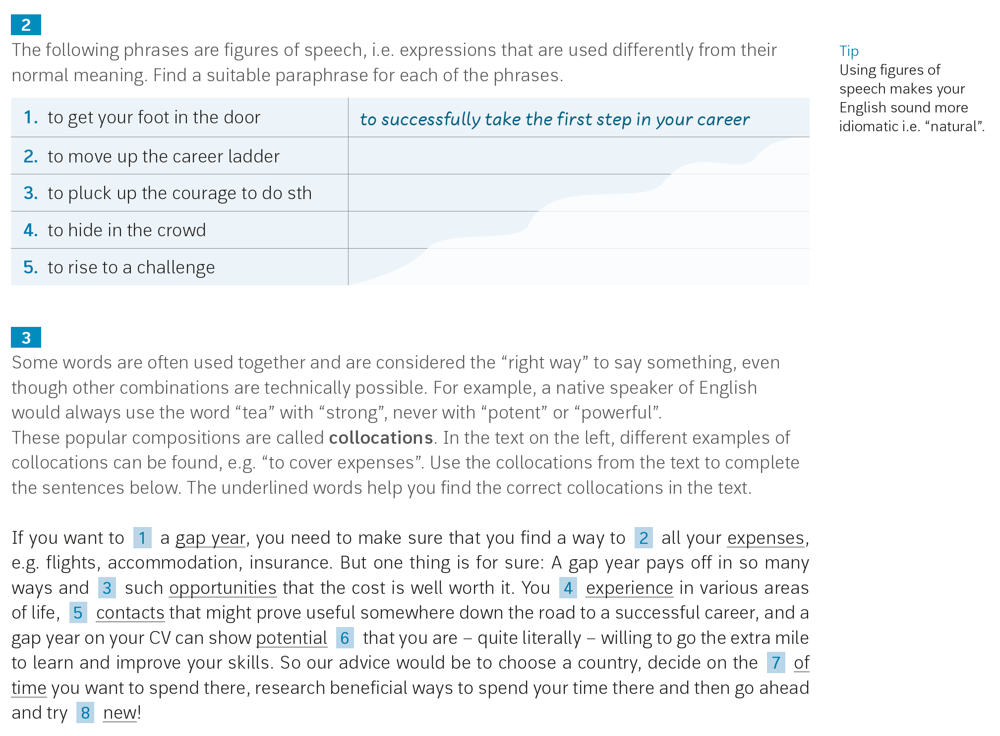 2
The following phrases are figures of speech, i.e. expressions that are used differently from their
normal meaning. Find a suitable paraphrase for each of the phrases.
1. to get your foot in the door
to successfully take the first step in your career
2. to move up the career ladder
3. to pluck up the courage to do sth
4. to hide in the crowd
5. to rise to a challenge
Tip
Using figures of
speech makes your
English sound more
idiomatic i.e. “natural”.
3
Some words are often used together and are considered the “right way” to say something, even
though other combinations are technically possible. For example, a native speaker of English
would always use the word “tea” with “strong”, never with “potent” or “powerful”.
These popular compositions are called collocations. In the text on the left, different examples of
collocations can be found, e.g. “to cover expenses”. Use the collocations from the text to complete
the sentences below. The underlined words help you find the correct collocations in the text.
If you want to 1 a gap year, you need to make sure that you find a way to 2 all your expenses,
e.g. flights, accommodation, insurance. But one thing is for sure: A gap year pays off in so many
ways and 3 such opportunities that the cost is well worth it. You 4 experience in various areas
of life, 5 contacts that might prove useful somewhere down the road to a successful career, and a
gap year on your CV can show potential 6 that you are – quite literally – willing to go the extra mile
to learn and improve your skills. So our advice would be to choose a country, decide on the 7 of
time you want to spend there, research beneficial ways to spend your time there and then go ahead
and try 8 new!